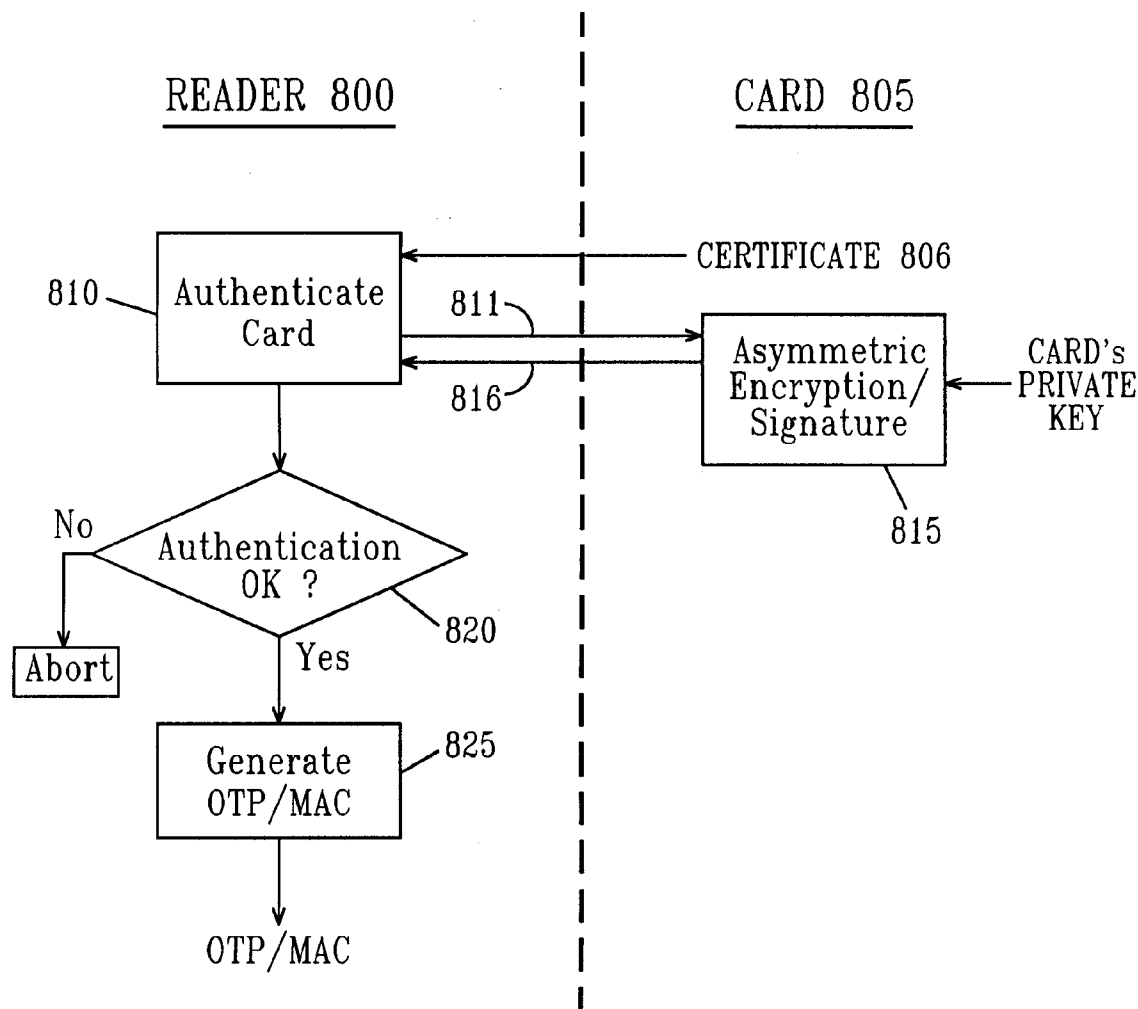 READER 800
CARD 805
CERTIFICATE 806
810
Authenticate
Card
811
816
Asymmetric
Encryption/
Signature
CARD's
PRIVATE
KEY
815
No
Authentication
OK ?
820
Abort
Yes
Generate
OTP/MAC
825
OTP/MAC